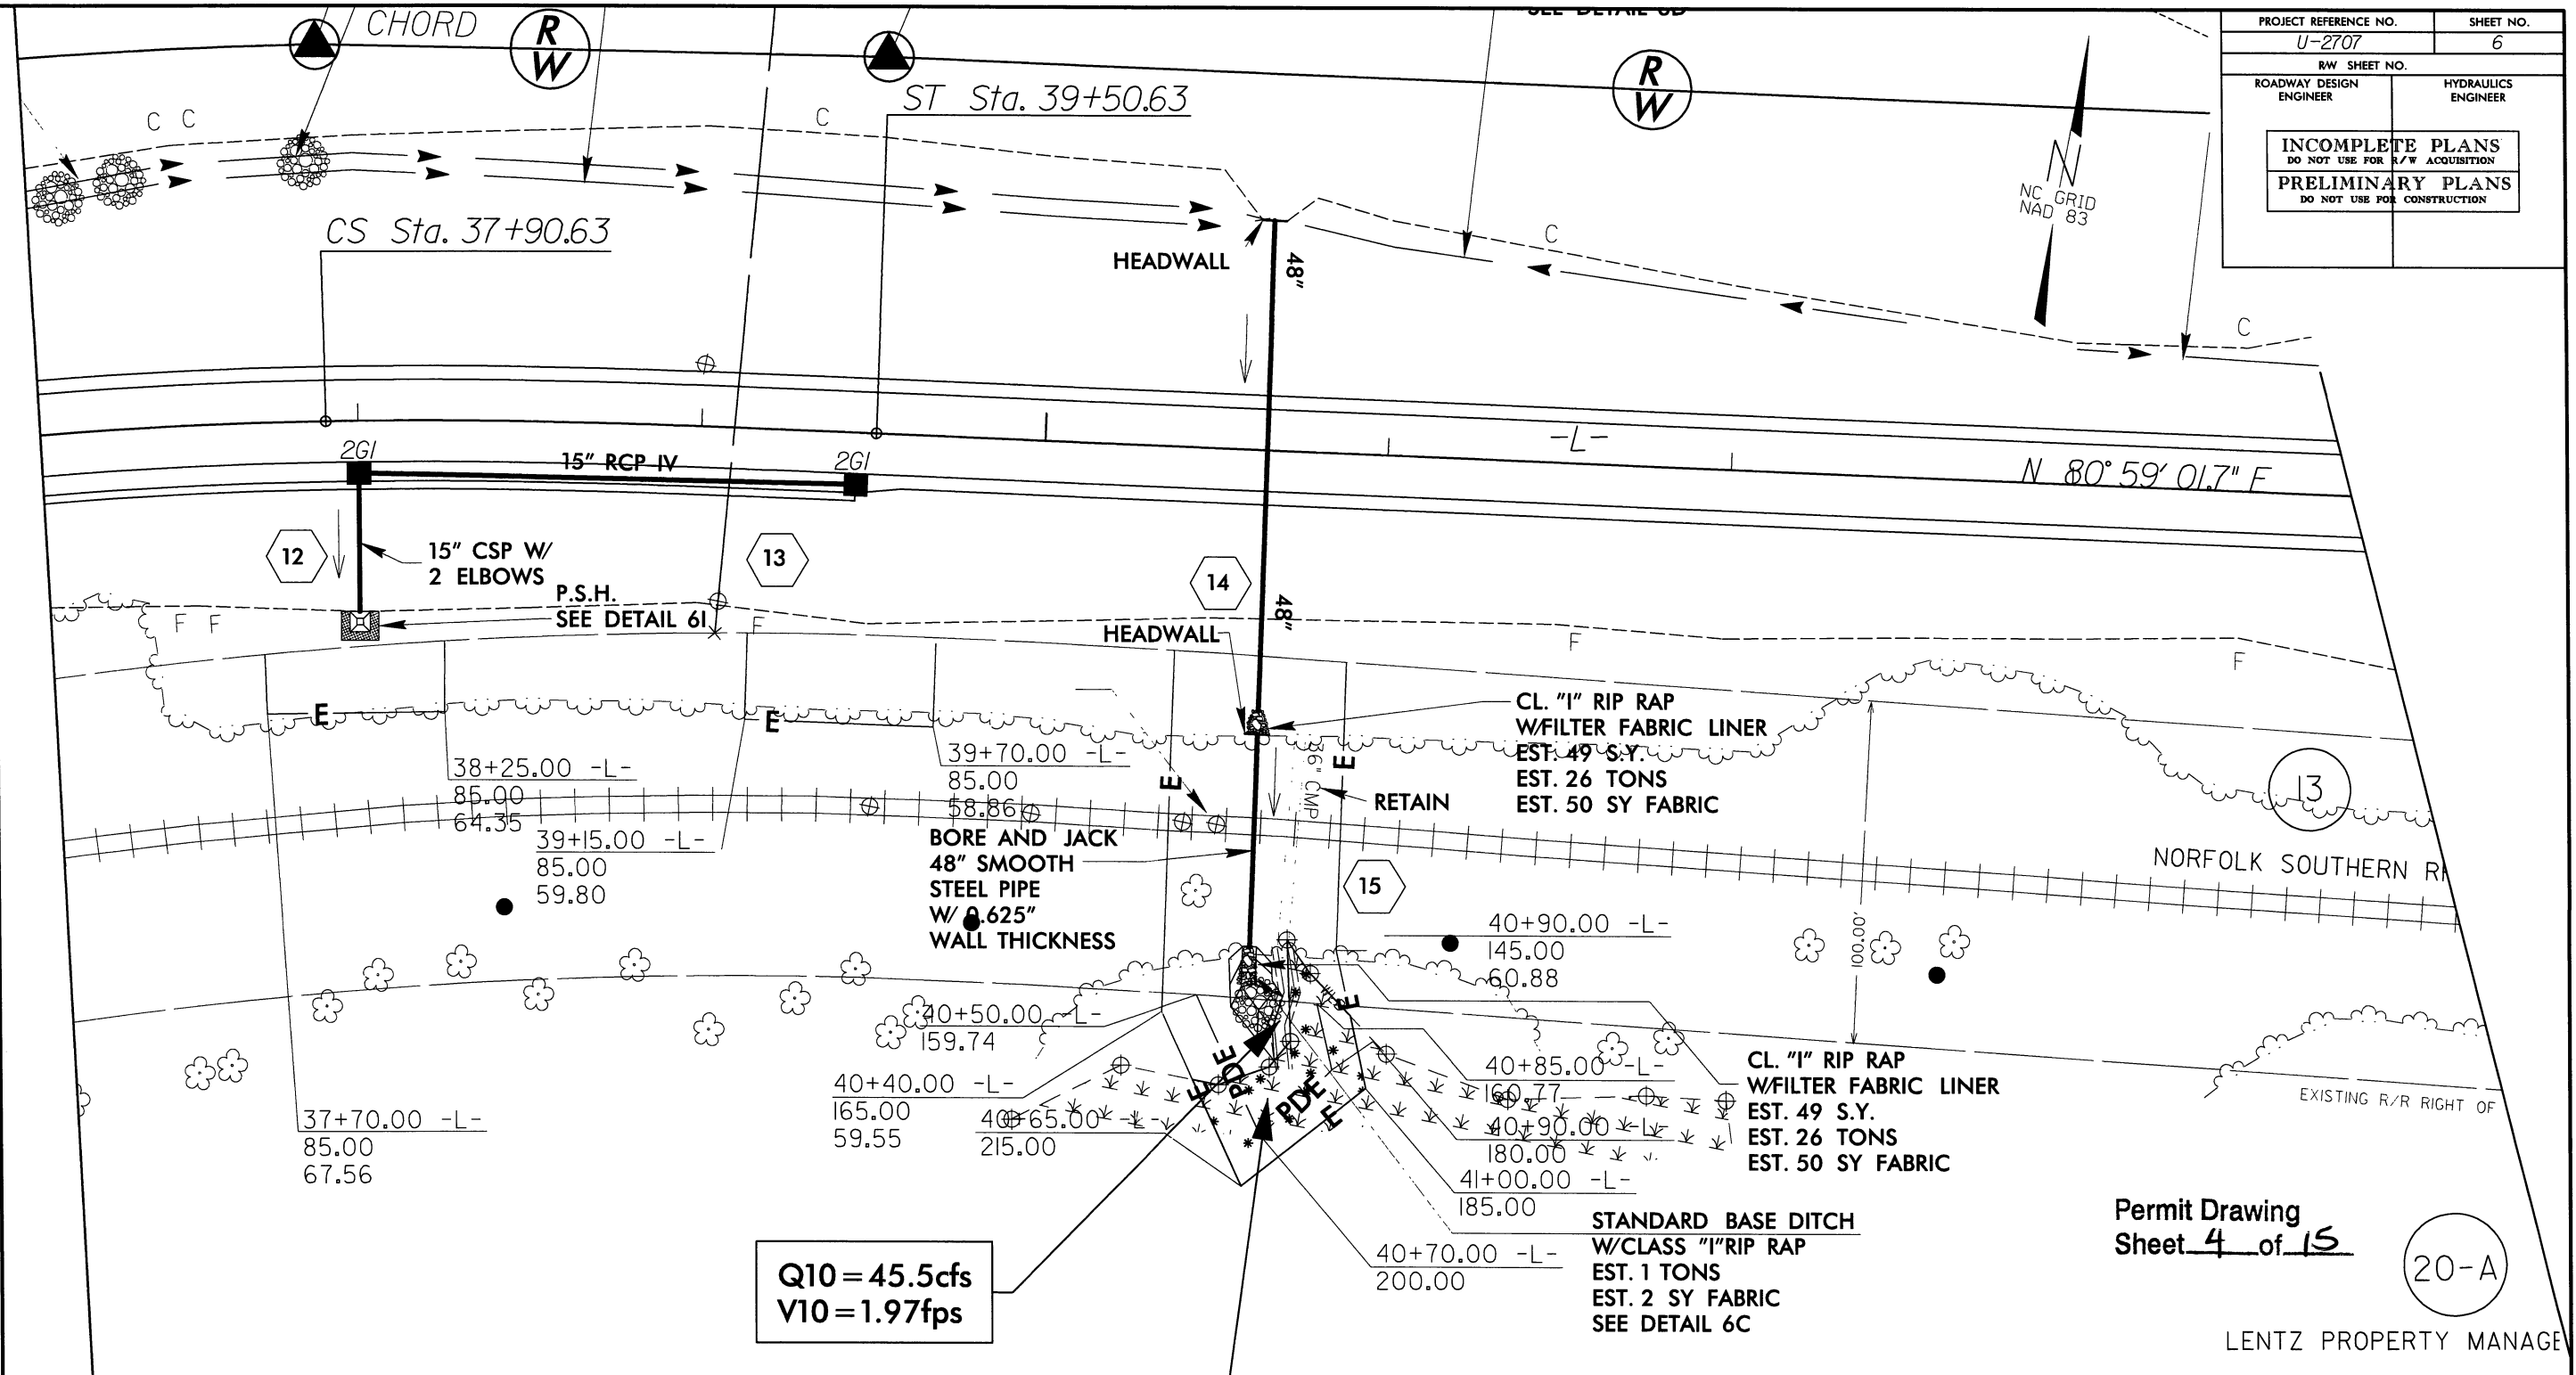 CHORD
R
W
SEE DETAIL 6D
R
W
PROJECT REFERENCE NO.
SHEET NO.
U-2707
6
RW SHEET NO.
ROADWAY DESIGN
ENGINEER
HYDRAULICS
ENGINEER
INCOMPLETE PLANS
DO NOT USE FOR R/W ACQUISITION
PRELIMINARY PLANS
DO NOT USE FOR CONSTRUCTION
ST Sta. 39+50.63
C C
C
N
NC GRID
NAD 83
CS Sta. 37+90.63
HEADWALL
48"
C
C
-L-
2GI
15" RCP-IV
2GI
N 80° 59' 01.7" E
12
15" CSP W/
2 ELBOWS
13
14
P.S.H.
SEE DETAIL 6I
48"
F F
F
HEADWALL
F
F
E
E
E
E
CL. "I" RIP RAP
W/FILTER FABRIC LINER
EST. 49 S.Y.
EST. 26 TONS
EST. 50 SY FABRIC
38+25.00 -L-
85.00
64.35
39+70.00 -L-
85.00
58.86
36" CMP
RETAIN
13
39+15.00 -L-
85.00
59.80
BORE AND JACK
48" SMOOTH
STEEL PIPE
W/ 0.625"
WALL THICKNESS
15
NORFOLK SOUTHERN R
40+90.00 -L-
145.00
60.88
100.00'
40+50.00 -L-
159.74
E
40+85.00 -L-
160.77
CL. "I" RIP RAP
W/FILTER FABRIC LINER
EST. 49 S.Y.
EST. 26 TONS
EST. 50 SY FABRIC
EXISTING R/R RIGHT OF
40+40.00 -L-
165.00
59.55
40+65.00 -L-
215.00
E
PDE
PDE
E
37+70.00 -L-
85.00
67.56
40+90.00 -L-
180.00
41+00.00 -L-
185.00
STANDARD BASE DITCH
W/CLASS "I"RIP RAP
EST. 1 TONS
EST. 2 SY FABRIC
SEE DETAIL 6C
40+70.00 -L-
200.00
Q10=45.5cfs
V10=1.97fps
Permit Drawing
Sheet 4 of 15
20-A
LENTZ PROPERTY MANAGE